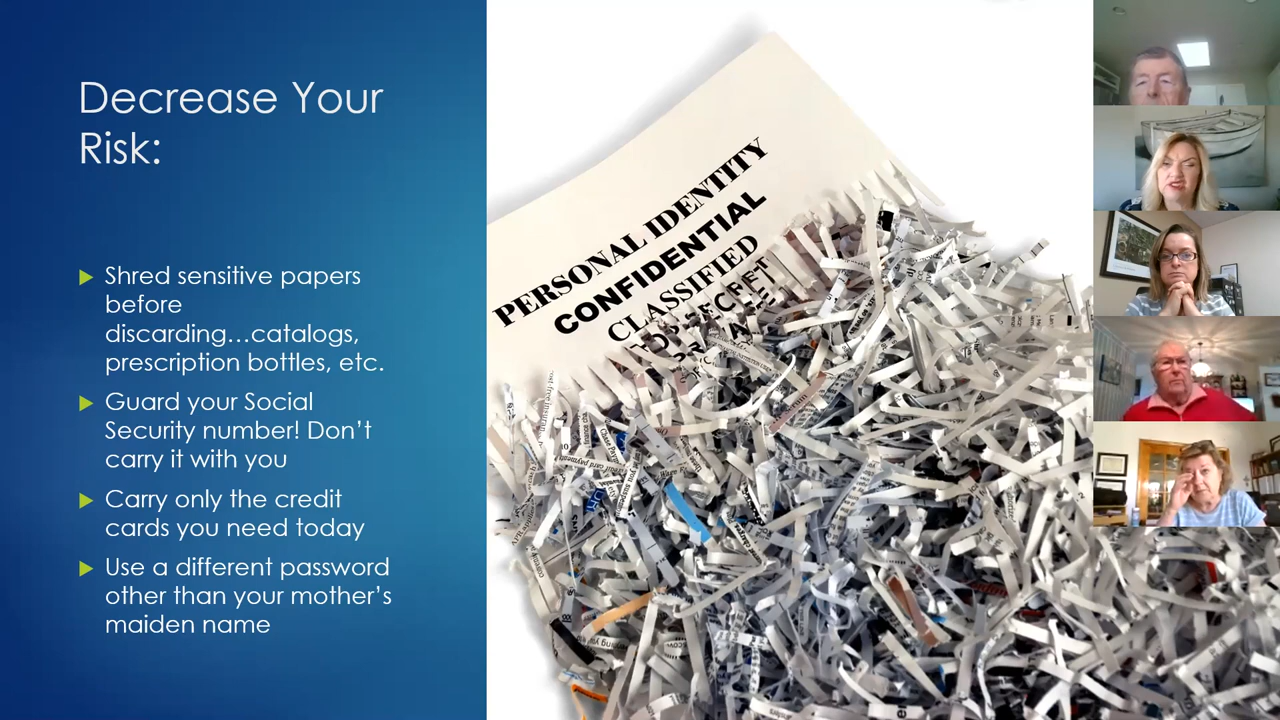 Decrease Your
Risk:
Shred sensitive papers
before
discarding...catalogs,
prescription bottles, etc.
Guard your Social
Security number! Don’t
carry it with you
Carry only the credit
cards you need today
Use a different password
other than your mother’s
maiden name
PERSONAL IDENTITY
CONFIDENTIAL
CLASSIFIED